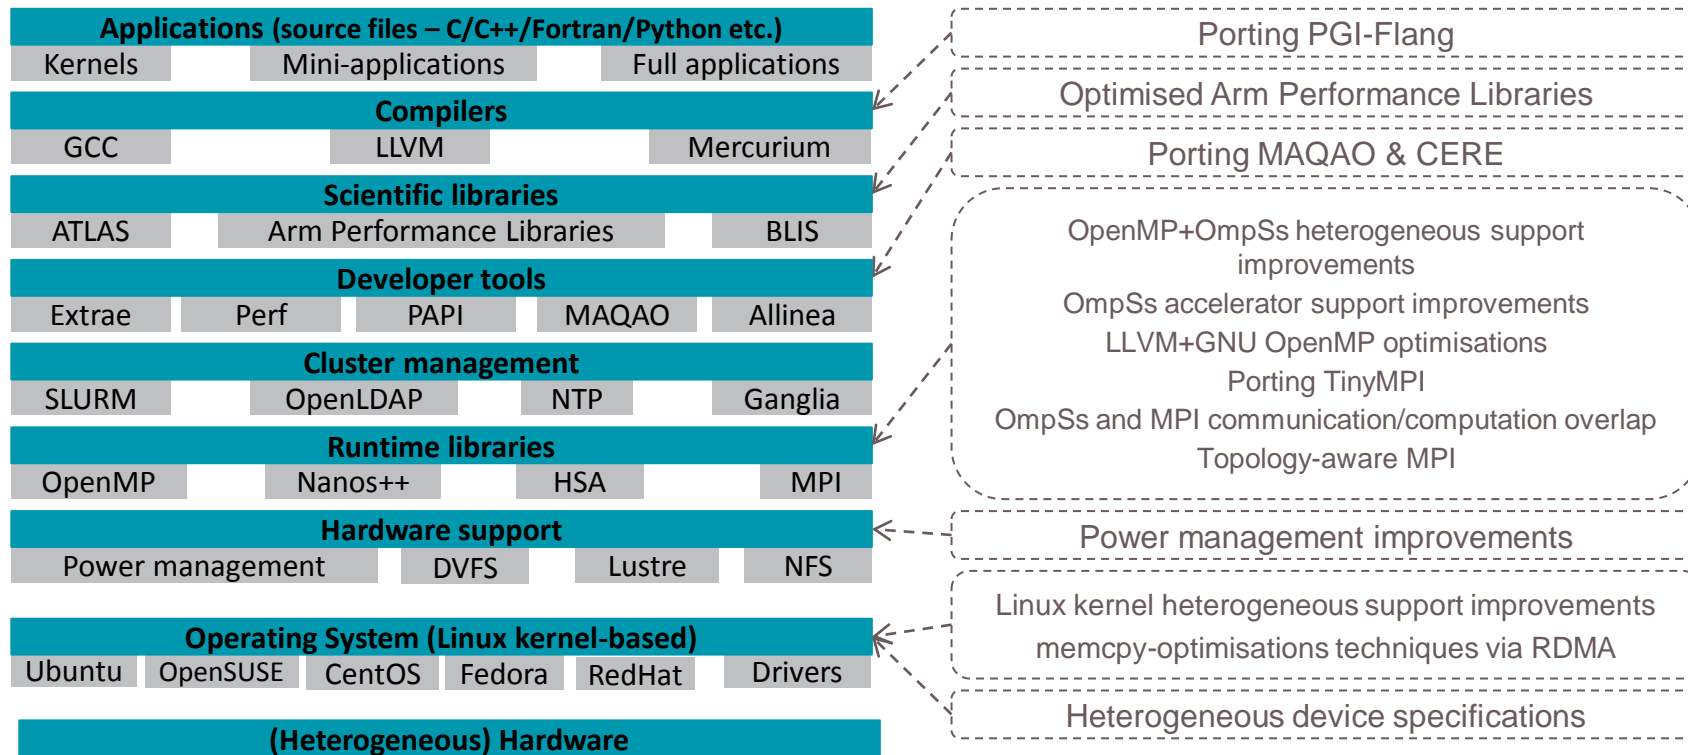 Applications (source files – C/C++/Fortran/Python etc.)
Kernels
Mini-applications
Full applications
Compilers
GCC
LLVM
Mercurium
Scientific libraries
ATLAS
Arm Performance Libraries
BLIS
Developer tools
Extrae
Perf
PAPI
MAQAO
Allinea
Cluster management
SLURM
OpenLDAP
NTP
Ganglia
Runtime libraries
OpenMP
Nanos++
HSA
MPI
Hardware support
Power management
DVFS
Lustre
NFS
Operating System (Linux kernel-based)
Ubuntu
OpenSUSE
CentOS
Fedora
RedHat
Drivers
(Heterogeneous) Hardware
Porting PGI-Flang
Optimised Arm Performance Libraries
Porting MAQAO & CERE
OpenMP+OmpSs heterogeneous support
improvements
OmpSs accelerator support improvements
LLVM+GNU OpenMP optimisations
Porting TinyMPI
OmpSs and MPI communication/computation overlap
Topology-aware MPI
Power management improvements
Linux kernel heterogeneous support improvements
memcpy-optimisations techniques via RDMA
Heterogeneous device specifications